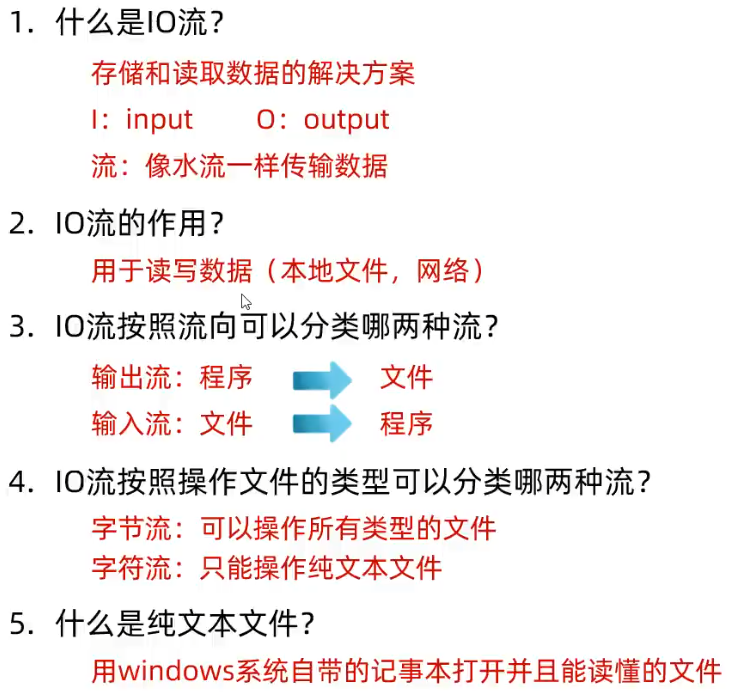 1. 什么是IO流？
存储和读取数据的解决方案
I：input O：output
流：像水流一样传输数据
2. IO流的作用？
用于读写数据（本地文件，网络）
3. IO流按照流向可以分类哪两种流？
输出流：程序 文件
输入流：文件 程序
4. IO流按照操作文件的类型可以分类哪两种流？
字节流：可以操作所有类型的文件
字符流：只能操作纯文本文件
5. 什么是纯文本文件？
用windows系统自带的记事本打开并且能读懂的文件